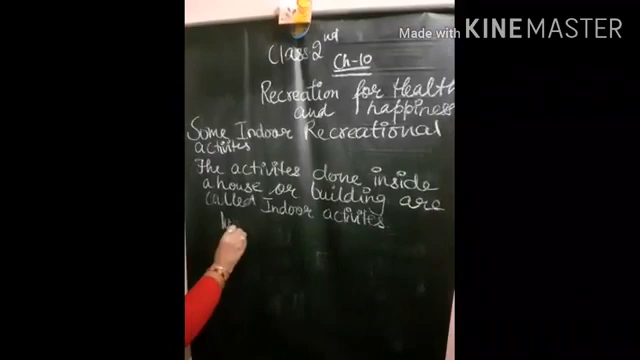 Made with KINEMASTER
Class 2nd
Ch-10
Recreation for Health
and happiness
Some Indoor Recreational
activites
The activites done inside
a house or building are
called Indoor activites